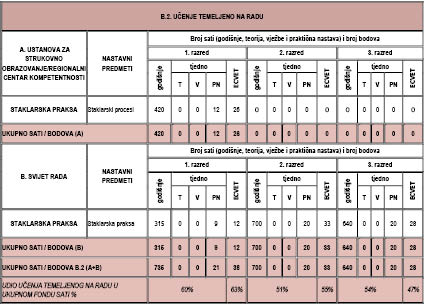 B.2. UČENJE TEMELJENO NA RADU
A. USTANOVA ZA STRUKOVNO OBRAZOVANJE/REGIONALNI CENTAR KOMPETENTNOSTI
NASTAVNI PREDMETI
Broj sati (godišnje, teorija, vježbe i praktična nastava) i broj bodova
1. razred 2. razred 3. razred
godišnje tjedno ECVET godišnje tjedno ECVET godišnje tjedno ECVET
T V PN T V PN T V PN
STAKLARSKA PRAKSA Staklarski procesi 420 0 0 12 26 0 0 0 0 0 0 0 0 0 0
UKUPNO SATI / BODOVA (A) 420 0 0 12 26 0 0 0 0 0 0 0 0 0 0
B. SVIJET RADA
NASTAVNI PREDMETI
Broj sati (godišnje, teorija, vježbe i praktična nastava) i broj bodova
1. razred 2. razred 3. razred
godišnje tjedno ECVET godišnje tjedno ECVET godišnje tjedno ECVET
T V PN T V PN T V PN
STAKLARSKA PRAKSA Staklarska praksa 315 0 0 9 12 700 0 0 20 33 640 0 0 20 28
UKUPNO SATI / BODOVA (B) 315 0 0 9 12 700 0 0 20 33 640 0 0 20 28
UKUPNO SATI / BODOVA B.2 (A+B) 735 0 0 21 38 700 0 0 20 33 640 0 0 20 28
UDIO UČENJA TEMELJENOG NA RADU U UKUPNOM FONDU SATI % 60% 63% 51% 55% 54% 47%